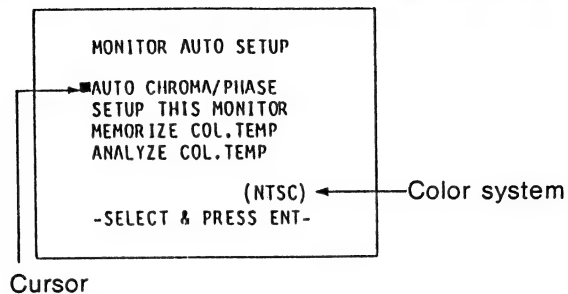 MONITOR AUTO SETUP
■AUTO CHROMA/PHASE
SETUP THIS MONITOR
MEMORIZE COL.TEMP
ANALYZE COL.TEMP
(NTSC)
Color system
-SELECT & PRESS ENT-
Cursor